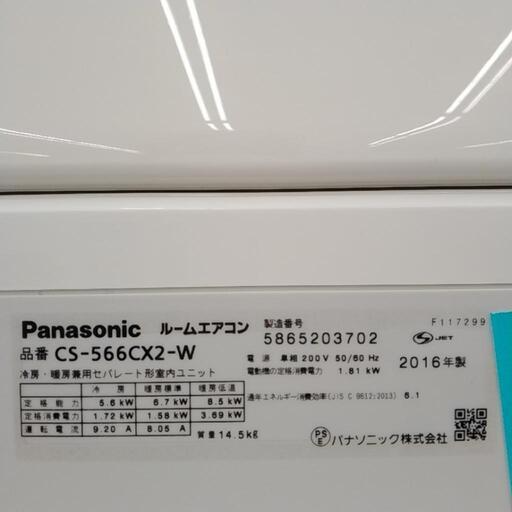 Panasonic ルームエアコン
品番 CS-566CX2-W
冷房・暖房兼用セパレート形室内ユニット
冷 房 暖房標準 暖房低温
定 格 能 力 5.6 kW 6.7 kW 8.5 kW
定格消費電力 1.72 kW 1.58 kW 3.69 kW
運 転 電 流 9.20 A 8.05 A
質量 14.5kg
製造番号
5865203702
F117299
JET
電 源 単相 200V 50/60 Hz
電動機の定格消費電力 1.81 kW
2016年製
通年エネルギー消費効率(JIS C 9612:2013) 6.1
PS E パナソニック株式会社